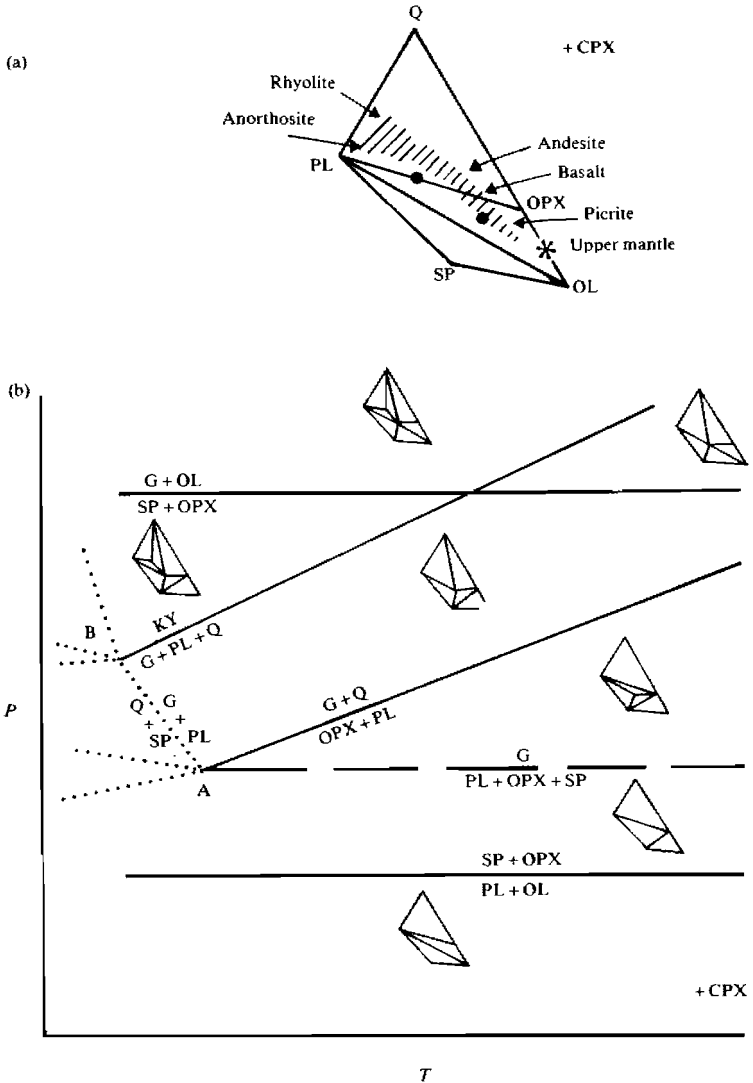 (a)
Q
+ CPX
Rhyolite
Anorthosite
Andesite
Basalt
PL
OPX
Picrite
Upper mantle
SP
OL
(b)
G + OL
SP + OPX
B
KY
G + PL + Q
P
Q + SP
G + PL
G + Q
OPX + PL
A
G
PL + OPX + SP
SP + OPX
PL + OL
+ CPX
T